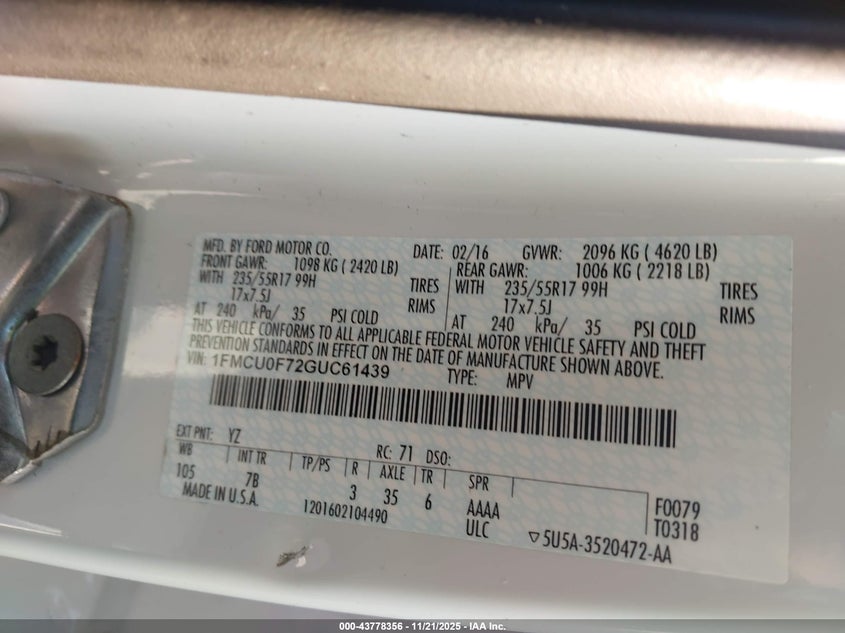 MFD. BY FORD MOTOR CO. DATE: 02/16 GVWR: 2096 KG ( 4620 LB)
FRONT GAWR: 1098 KG ( 2420 LB) REAR GAWR: 1006 KG ( 2218 LB)
WITH 235/55R17 99H TIRES WITH 235/55R17 99H TIRES
17x7.5J RIMS 17x7.5J RIMS
AT 240 kPa/ 35 PSI COLD AT 240 kPa/ 35 PSI COLD
THIS VEHICLE CONFORMS TO ALL APPLICABLE FEDERAL MOTOR VEHICLE SAFETY AND THEFT
PREVENTION STANDARDS IN EFFECT ON THE DATE OF MANUFACTURE SHOWN ABOVE.
VIN: 1FMCU0F72GUC61439 TYPE: MPV
EXT PNT: YZ RC: 71 DSO:
WB INT TR TP/PS R AXLE TR SPR
105 7B 3 35 6 AAAA F0079
MADE IN U.S.A. 1201602104490 ULC T0318
▽5U5A-3520472-AA
000-43778356 • 11/21/2025 • IAA Inc.